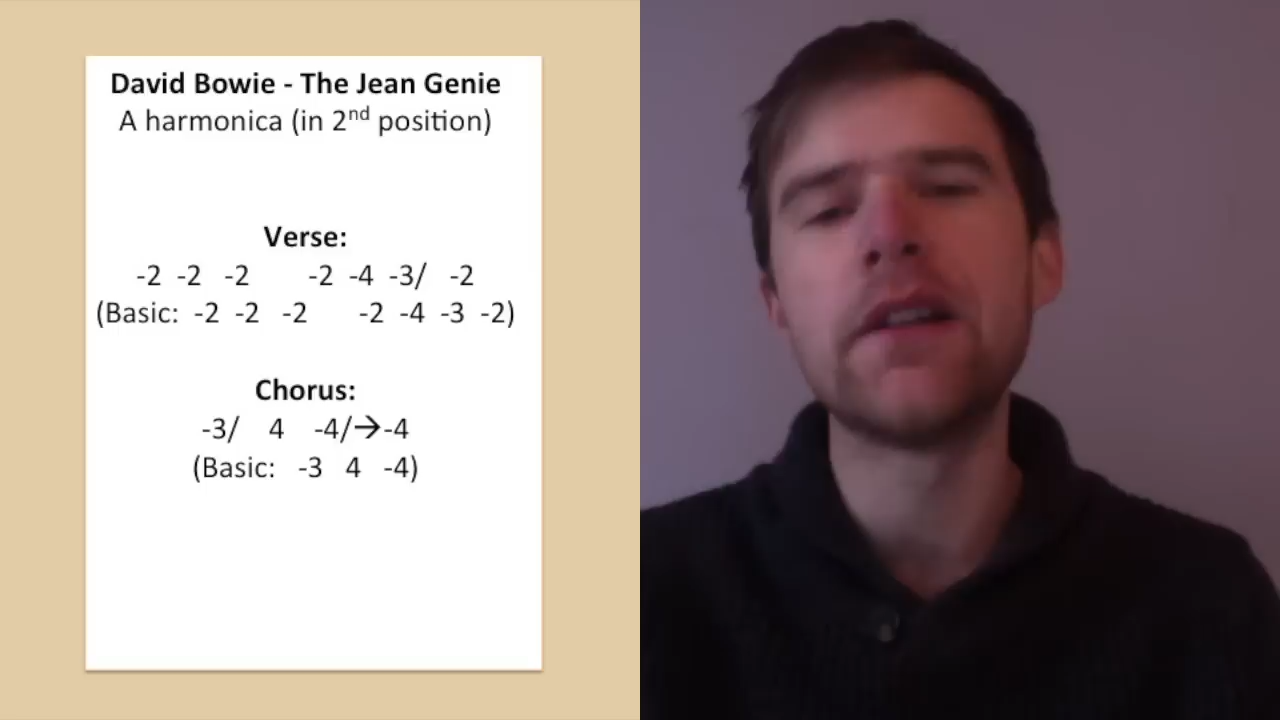 David Bowie - The Jean Genie
A harmonica (in 2nd position)
Verse:
-2 -2 -2 -2 -4 -3/ -2
(Basic: -2 -2 -2 -2 -4 -3 -2)
Chorus:
-3/ 4 -4/→-4
(Basic: -3 4 -4)